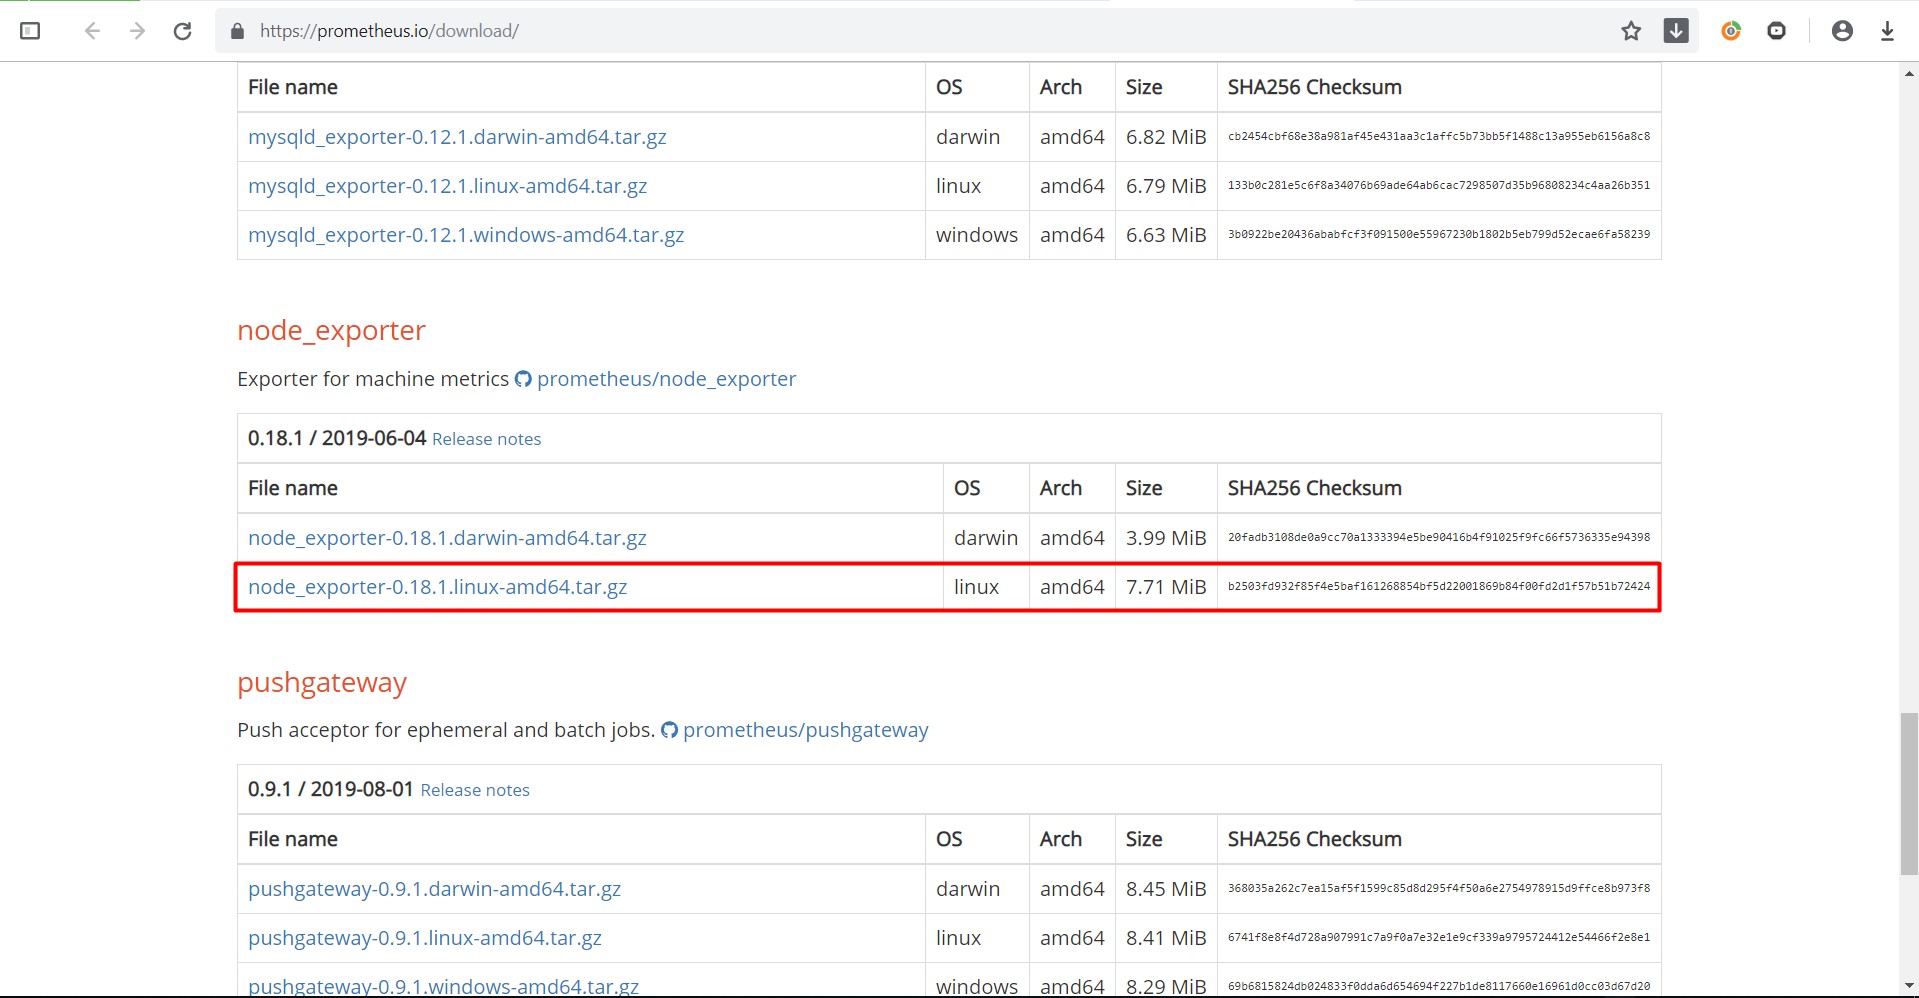 https://prometheus.io/download/
File name OS Arch Size SHA256 Checksum
mysqld_exporter-0.12.1.darwin-amd64.tar.gz darwin amd64 6.82 MiB cb2454cbf68e38a981af45e431aa3c1affc5b73bb5f1488c13a955eb6156a8c8
mysqld_exporter-0.12.1.linux-amd64.tar.gz linux amd64 6.79 MiB 133b0c281e5c6f8a34076b69ade64ab6cac7298507d35b96808234c4aa26b351
mysqld_exporter-0.12.1.windows-amd64.tar.gz windows amd64 6.63 MiB 3b0922be20436ababfcf3f091500e55967230b1802b5eb799d52ecae6fa58239
node_exporter
Exporter for machine metrics prometheus/node_exporter
0.18.1 / 2019-06-04 Release notes
File name OS Arch Size SHA256 Checksum
node_exporter-0.18.1.darwin-amd64.tar.gz darwin amd64 3.99 MiB 20fadb3108de0a9cc70a1333394e5be90416b4f91025f9fc66f5736335e94398
node_exporter-0.18.1.linux-amd64.tar.gz linux amd64 7.71 MiB b2503fd932f85f4e5baf161268854bf5d22001869b84f00fd2d1f57b51b72424
pushgateway
Push acceptor for ephemeral and batch jobs. prometheus/pushgateway
0.9.1 / 2019-08-01 Release notes
File name OS Arch Size SHA256 Checksum
pushgateway-0.9.1.darwin-amd64.tar.gz darwin amd64 8.45 MiB 368035a262c7ea15af5f1599c85d8d295f4f50a6e2754978915d9ffce8b973f8
pushgateway-0.9.1.linux-amd64.tar.gz linux amd64 8.41 MiB 6741f8e8f4d728a907991c7a9f0a7e32e1e9cf339a9795724412e54466f2e8e1
pushgateway-0.9.1.windows-amd64.tar.gz windows amd64 8.29 MiB 69b6815824db024833f0dda6d654694f227b1de8117660e16961d0cc03d67d20